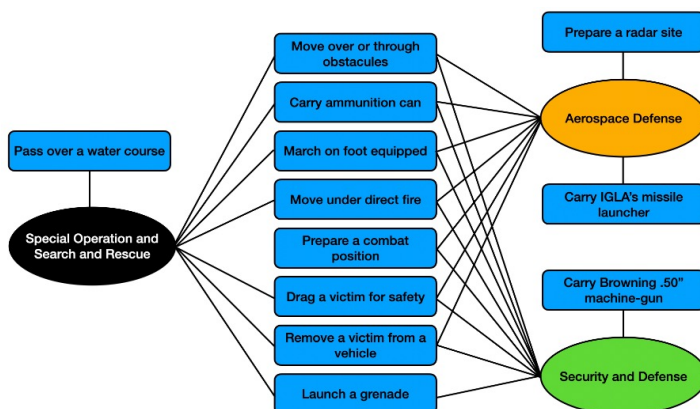 Move over or through
obstacles
Prepare a radar site
Carry ammunition can
Aerospace Defense
Pass over a water course
March on foot equipped
Move under direct fire
Carry IGLA's missile
launcher
Special Operation and
Search and Rescue
Prepare a combat
position
Drag a victim for safety
Carry Browning .50"
machine-gun
Remove a victim from a
vehicle
Security and Defense
Launch a grenade